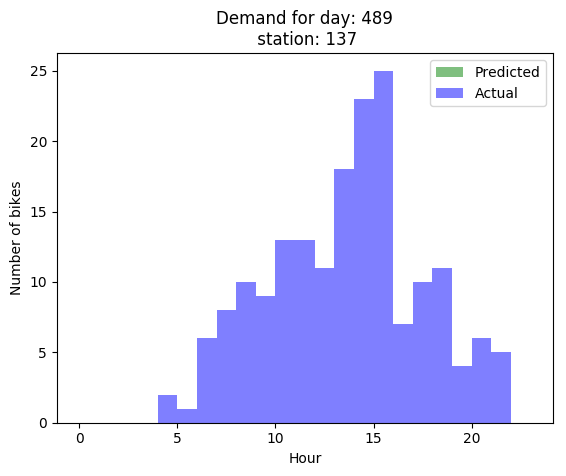 Demand for day: 489
station: 137
Predicted
Actual
Number of bikes
25
20
15
10
5
0
0
5
10
15
20
Hour